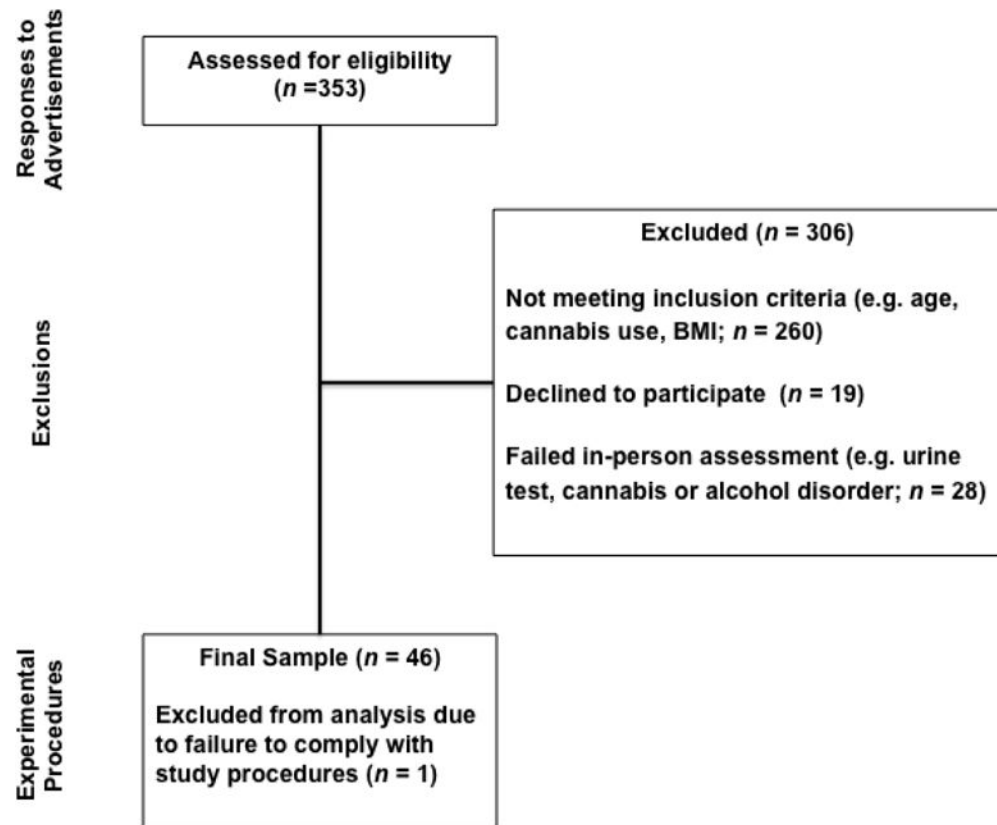 Responses to
Advertisements
Assessed for eligibility
(n =353)
Exclusions
Excluded (n = 306)
Not meeting inclusion criteria (e.g. age,
cannabis use, BMI; n = 260)
Declined to participate (n = 19)
Failed in-person assessment (e.g. urine
test, cannabis or alcohol disorder; n = 28)
Experimental
Procedures
Final Sample (n = 46)
Excluded from analysis due
to failure to comply with
study procedures (n = 1)